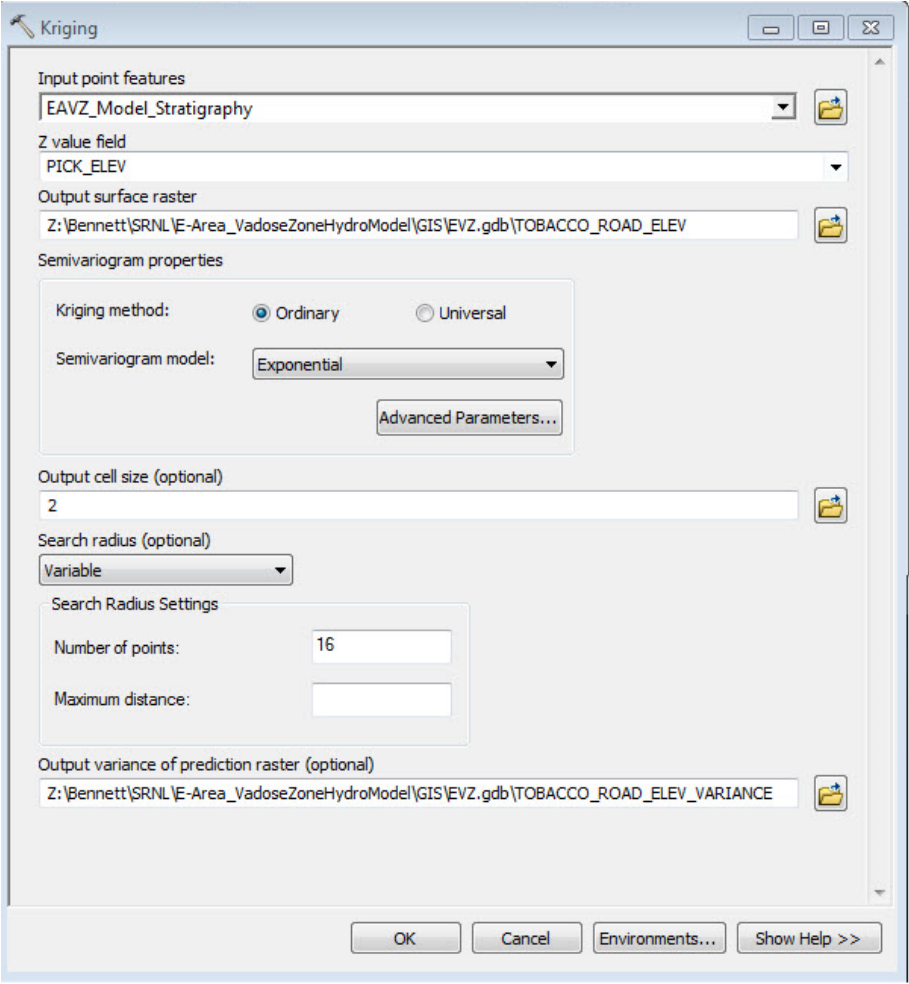 Kriging
Input point features
EAVZ_Model_Stratigraphy
Z value field
PICK_ELEV
Output surface raster
Z:\Bennett\SRNL\E-Area_VadoseZoneHydroModel\GIS\EVZ.gdb\TOBACCO_ROAD_ELEV
Semivariogram properties
Kriging method: Ordinary Universal
Semivariogram model: Exponential
Advanced Parameters...
Output cell size (optional)
2
Search radius (optional)
Variable
Search Radius Settings
Number of points: 16
Maximum distance:
Output variance of prediction raster (optional)
Z:\Bennett\SRNL\E-Area_VadoseZoneHydroModel\GIS\EVZ.gdb\TOBACCO_ROAD_ELEV_VARIANCE
OK Cancel Environments... Show Help >>